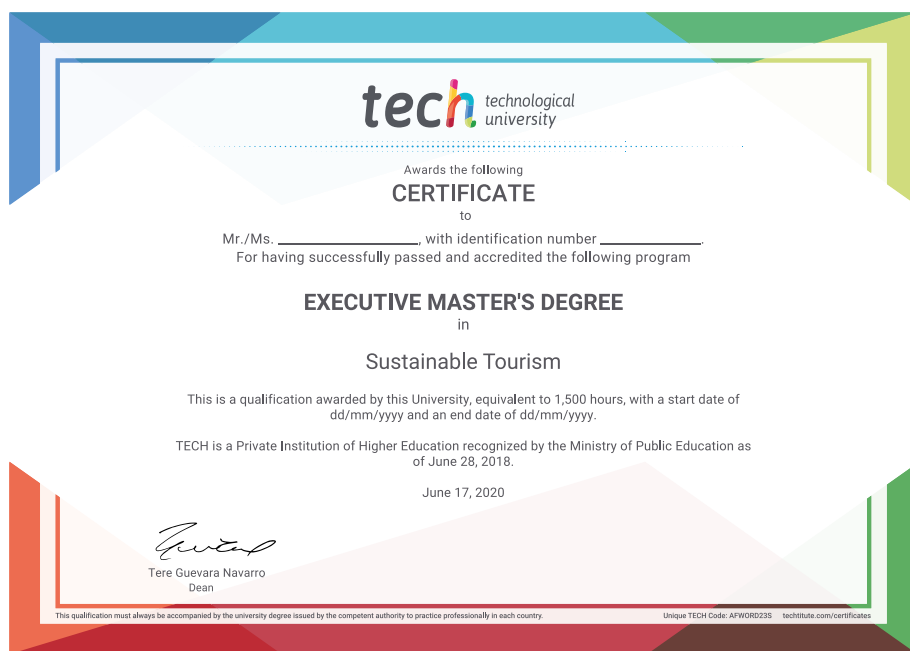 tech technological
university
Awards the following
CERTIFICATE
to
Mr./Ms. ____________________, with identification number ______________.
For having successfully passed and accredited the following program
EXECUTIVE MASTER'S DEGREE
in
Sustainable Tourism
This is a qualification awarded by this University, equivalent to 1,500 hours, with a start date of
dd/mm/yyyy and an end date of dd/mm/yyyy.
TECH is a Private Institution of Higher Education recognized by the Ministry of Public Education as
of June 28, 2018.
June 17, 2020
Tere Guevara Navarro
Dean
This qualification must always be accompanied by the university degree issued by the competent authority to practice professionally in each country.
Unique TECH Code: AFWORD23S techtitute.com/certificates